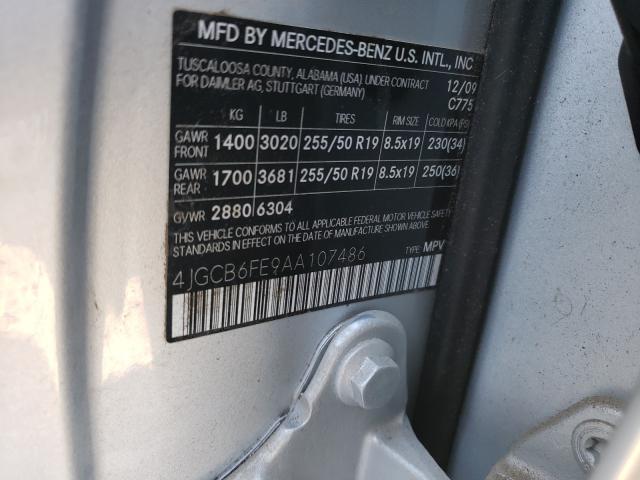 MFD BY MERCEDES-BENZ U.S. INTL., INC
TUSCALOOSA COUNTY, ALABAMA (USA) UNDER CONTRACT 12/09
FOR DAIMLER AG, STUTTGART (GERMANY) C775
KG LB TIRES RIM SIZE COLD KPA (PSI)
GAWR FRONT 1400 3020 255/50 R19 8.5x19 230(34)
GAWR REAR 1700 3681 255/50 R19 8.5x19 250(36)
GVWR 2880 6304
THIS VEHICLE CONFORMS TO ALL APPLICABLE FEDERAL MOTOR VEHICLE SAFETY
STANDARDS IN EFFECT ON THE DATE OF MANUFACTURE SHOWN ABOVE.
4JGCB6FE9AA107486 TYPE: MPV